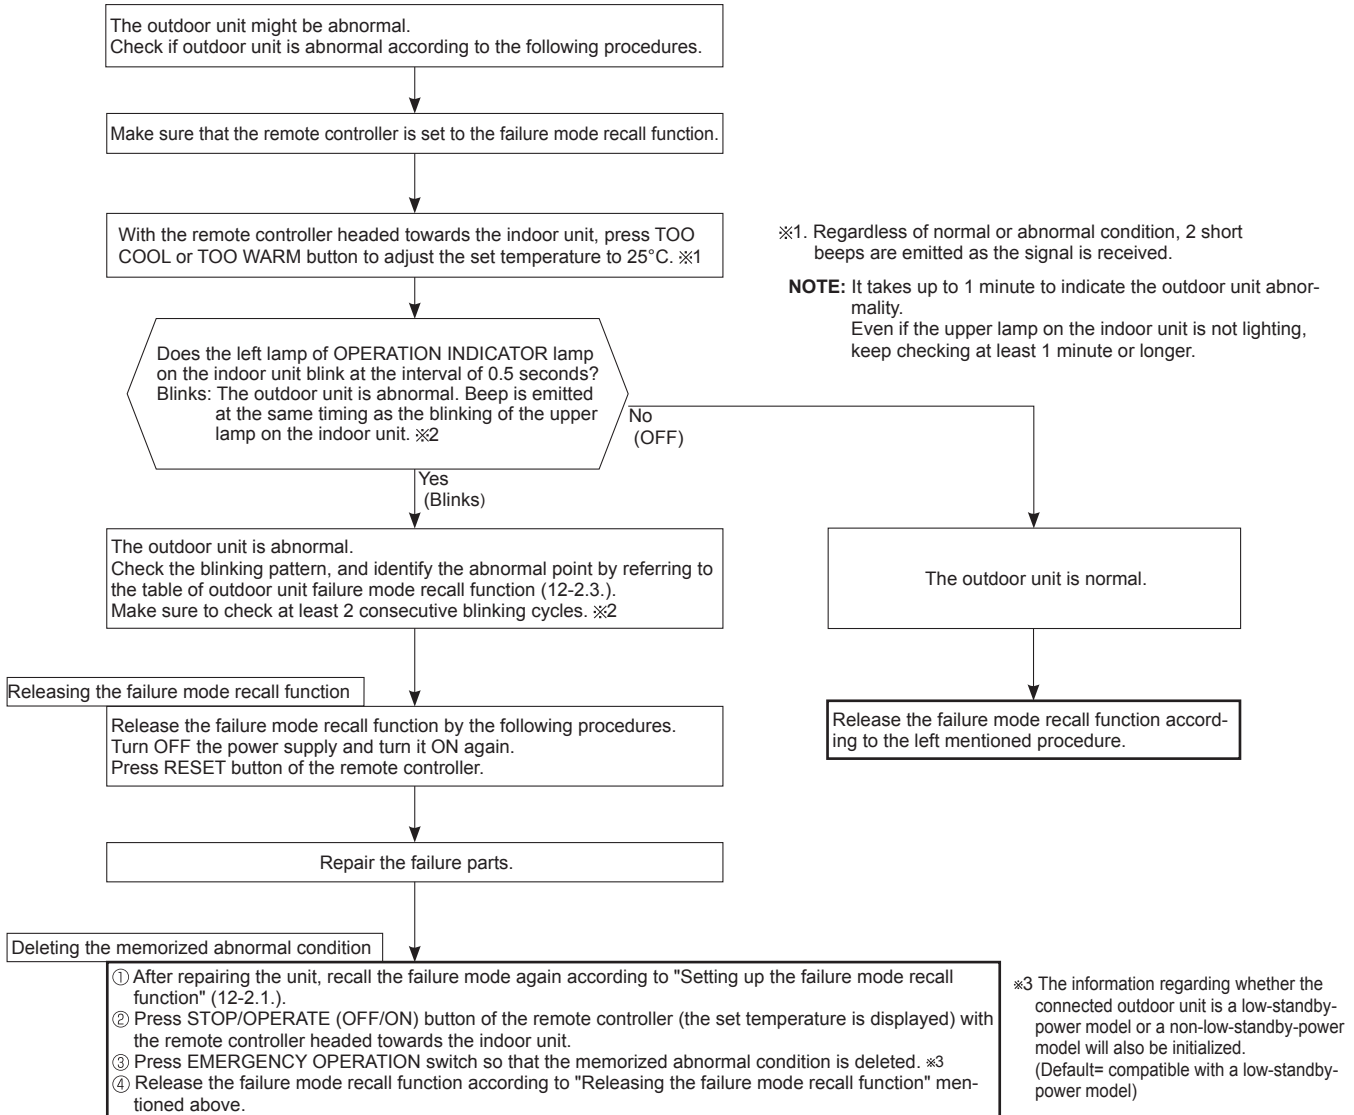 The outdoor unit might be abnormal.
Check if outdoor unit is abnormal according to the following procedures.
Make sure that the remote controller is set to the failure mode recall function.
With the remote controller headed towards the indoor unit, press TOO
COOL or TOO WARM button to adjust the set temperature to 25°C. ※1
※1. Regardless of normal or abnormal condition, 2 short
beeps are emitted as the signal is received.
NOTE: It takes up to 1 minute to indicate the outdoor unit abnor-
mality.
Even if the upper lamp on the indoor unit is not lighting,
keep checking at least 1 minute or longer.
Does the left lamp of OPERATION INDICATOR lamp
on the indoor unit blink at the interval of 0.5 seconds?
Blinks: The outdoor unit is abnormal. Beep is emitted
at the same timing as the blinking of the upper
lamp on the indoor unit. ※2
No
(OFF)
Yes
(Blinks)
The outdoor unit is abnormal.
Check the blinking pattern, and identify the abnormal point by referring to
the table of outdoor unit failure mode recall function (12-2.3.).
Make sure to check at least 2 consecutive blinking cycles. ※2
The outdoor unit is normal.
Releasing the failure mode recall function
Release the failure mode recall function by the following procedures.
Turn OFF the power supply and turn it ON again.
Press RESET button of the remote controller.
Release the failure mode recall function accord-
ing to the left mentioned procedure.
Repair the failure parts.
Deleting the memorized abnormal condition
① After repairing the unit, recall the failure mode again according to "Setting up the failure mode recall
function" (12-2.1.).
② Press STOP/OPERATE (OFF/ON) button of the remote controller (the set temperature is displayed) with
the remote controller headed towards the indoor unit.
③ Press EMERGENCY OPERATION switch so that the memorized abnormal condition is deleted. ※3
④ Release the failure mode recall function according to "Releasing the failure mode recall function" men-
tioned above.
※3 The information regarding whether the
connected outdoor unit is a low-standby-
power model or a non-low-standby-power
model will also be initialized.
(Default= compatible with a low-standby-
power model)